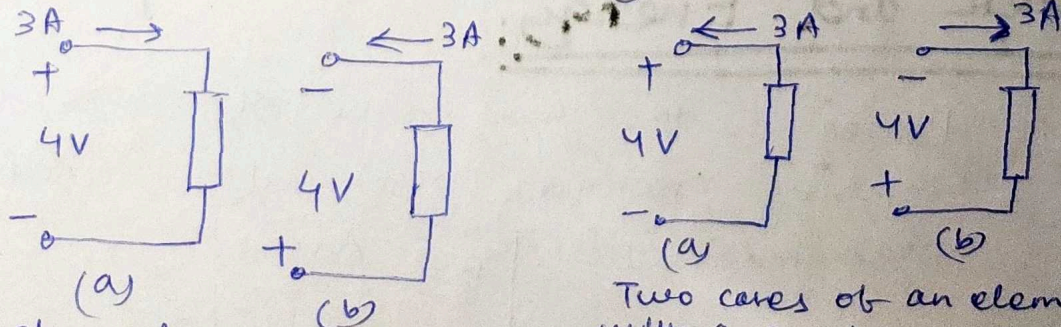 3A → ← 3A ← 3A → 3A
+ - + -
4V 4V 4V 4V
- + - +
(a) (b) (a) (b)
Two cases of an elem